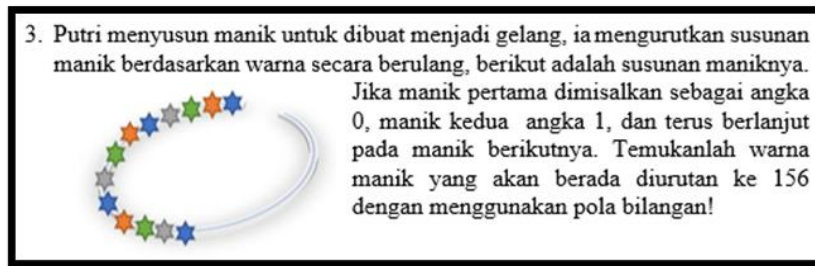 3. Putri menyusun manik untuk dibuat menjadi gelang, ia mengurutkan susunan
manik berdasarkan warna secara berulang, berikut adalah susunan maniknya.
Jika manik pertama dimisalkan sebagai angka
0, manik kedua angka 1, dan terus berlanjut
pada manik berikutnya. Temukanlah warna
manik yang akan berada diurutan ke 156
dengan menggunakan pola bilangan!